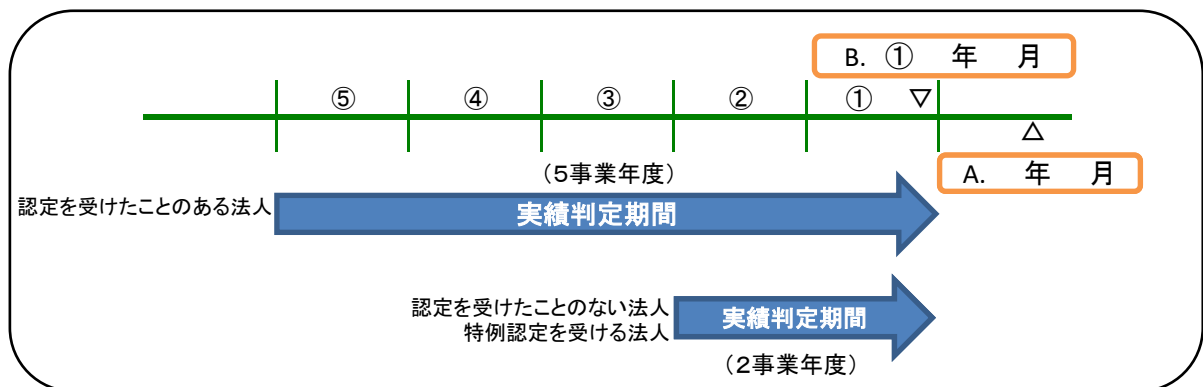 B. ① 年 月
⑤ ④ ③ ② ① ▽
△
A. 年 月
(5事業年度)
認定を受けたことのある法人
実績判定期間
認定を受けたことのない法人
特例認定を受ける法人
実績判定期間
(2事業年度)